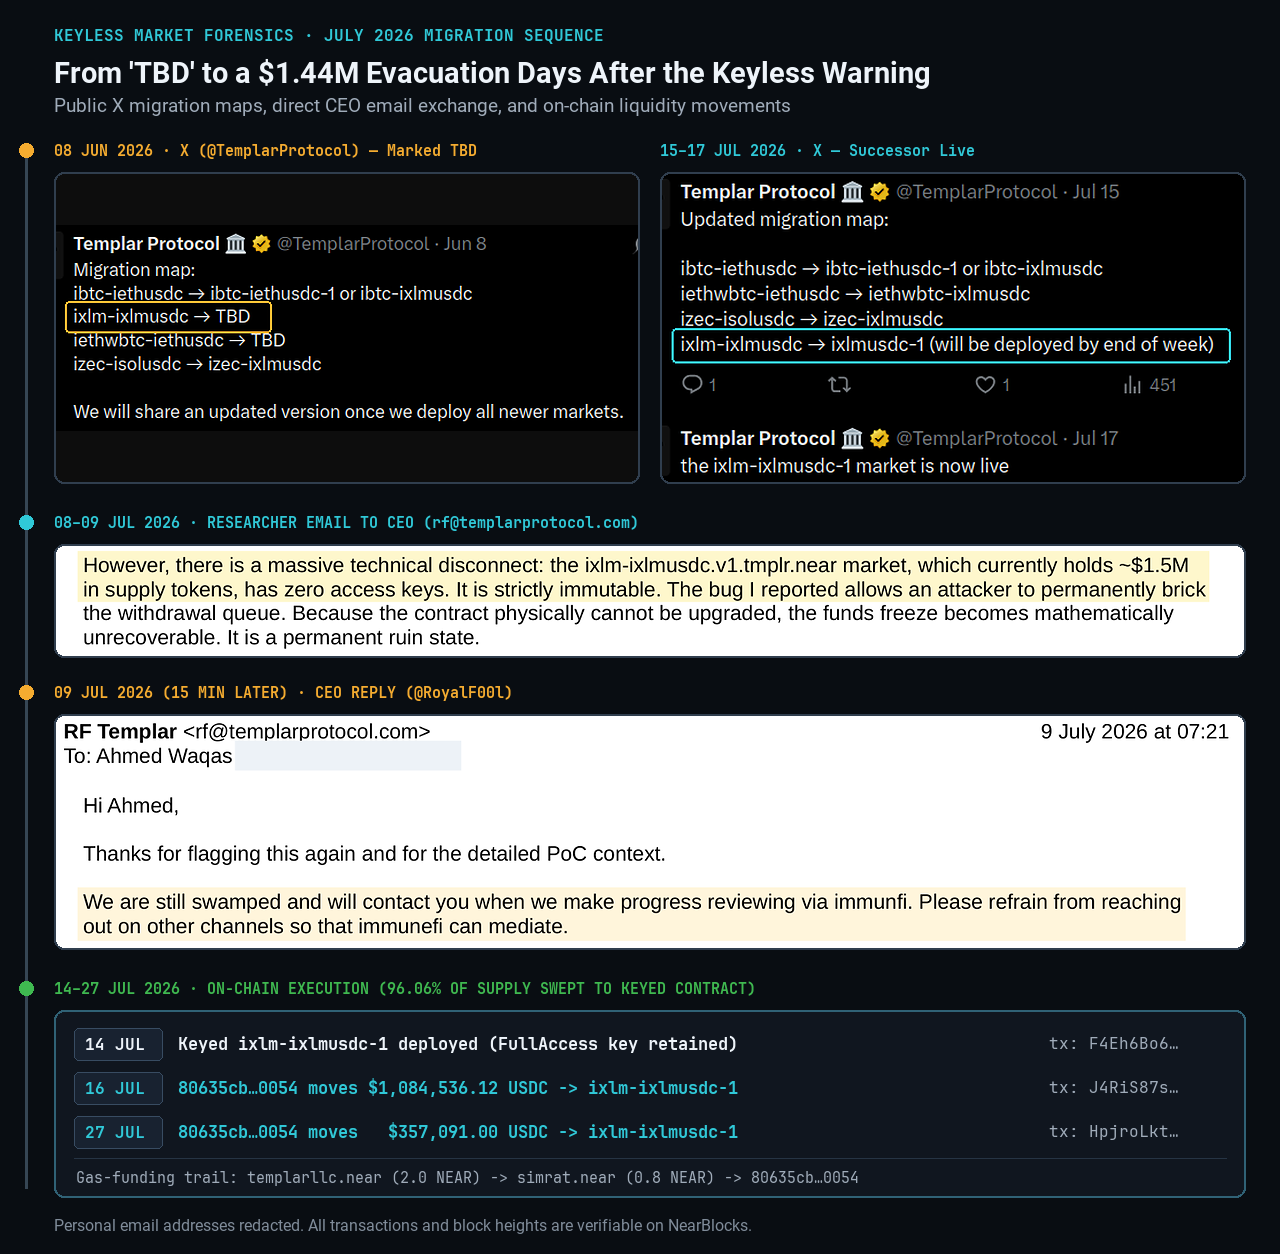 KEYLESS MARKET FORENSICS · JULY 2026 MIGRATION SEQUENCE
From 'TBD' to a $1.44M Evacuation Days After the Keyless Warning
Public X migration maps, direct CEO email exchange, and on-chain liquidity movements
08 JUN 2026 · X (@TemplarProtocol) — Marked TBD
Templar Protocol 🏛️ @TemplarProtocol · Jun 8
Migration map:
ibtc-iethusdc → ibtc-iethusdc-1 or ibtc-ixlmusdc
ixlm-ixlmusdc → TBD
iethwbtc-iethusdc → TBD
izec-isolusdc → izec-ixlmusdc
We will share an updated version once we deploy all newer markets.
15–17 JUL 2026 · X — Successor Live
Templar Protocol 🏛️ @TemplarProtocol · Jul 15
Updated migration map:
ibtc-iethusdc → ibtc-iethusdc-1 or ibtc-ixlmusdc
iethwbtc-iethusdc → iethwbtc-ixlmusdc
izec-isolusdc → izec-ixlmusdc
ixlm-ixlmusdc → ixlmusdc-1 (will be deployed by end of week)
1 1 451
Templar Protocol 🏛️ @TemplarProtocol · Jul 17
the ixlm-ixlmusdc-1 market is now live
08–09 JUL 2026 · RESEARCHER EMAIL TO CEO (rf@templarprotocol.com)
However, there is a massive technical disconnect: the ixlm-ixlmusdc.v1.tmplr.near market, which currently holds ~$1.5M
in supply tokens, has zero access keys. It is strictly immutable. The bug I reported allows an attacker to permanently brick
the withdrawal queue. Because the contract physically cannot be upgraded, the funds freeze becomes mathematically
unrecoverable. It is a permanent ruin state.
09 JUL 2026 (15 MIN LATER) · CEO REPLY (@RoyalF00l)
RF Templar <rf@templarprotocol.com> 9 July 2026 at 07:21
To: Ahmed Waqas
Hi Ahmed,
Thanks for flagging this again and for the detailed PoC context.
We are still swamped and will contact you when we make progress reviewing via immunfi. Please refrain from reaching
out on other channels so that immunefi can mediate.
14–27 JUL 2026 · ON-CHAIN EXECUTION (96.06% OF SUPPLY SWEPT TO KEYED CONTRACT)
14 JUL Keyed ixlm-ixlmusdc-1 deployed (FullAccess key retained) tx: F4Eh6Bo6…
16 JUL 80635cb…0054 moves $1,084,536.12 USDC -> ixlm-ixlmusdc-1 tx: J4RiS87s…
27 JUL 80635cb…0054 moves $357,091.00 USDC -> ixlm-ixlmusdc-1 tx: HpjroLkt…
Gas-funding trail: templarllc.near (2.0 NEAR) -> simrat.near (0.8 NEAR) -> 80635cb…0054
Personal email addresses redacted. All transactions and block heights are verifiable on NearBlocks.